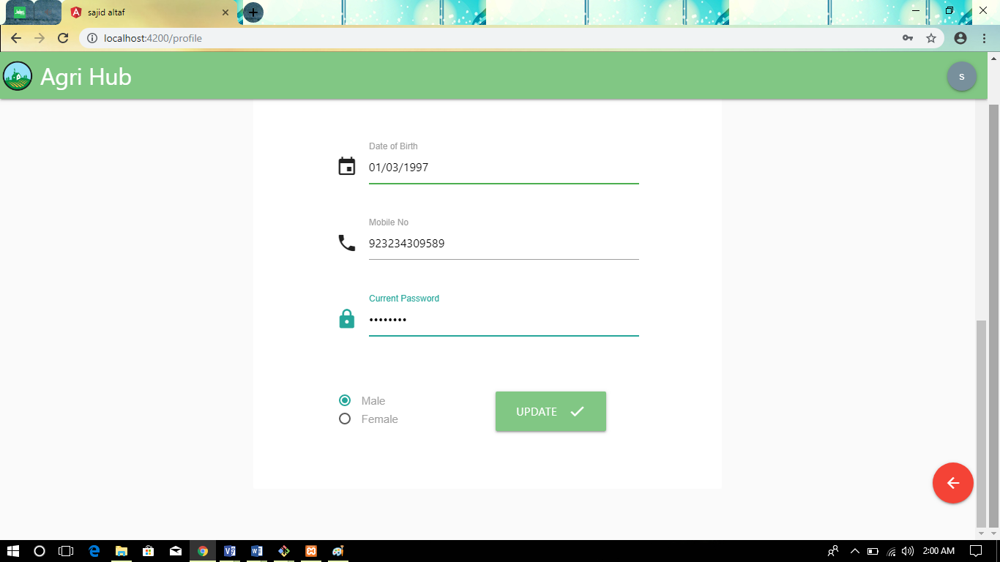 sajid altaf
localhost:4200/profile
Agri Hub
S
Date of Birth
01/03/1997
Mobile No
923234309589
Current Password
••••••••
Male
UPDATE
Female
2:00 AM